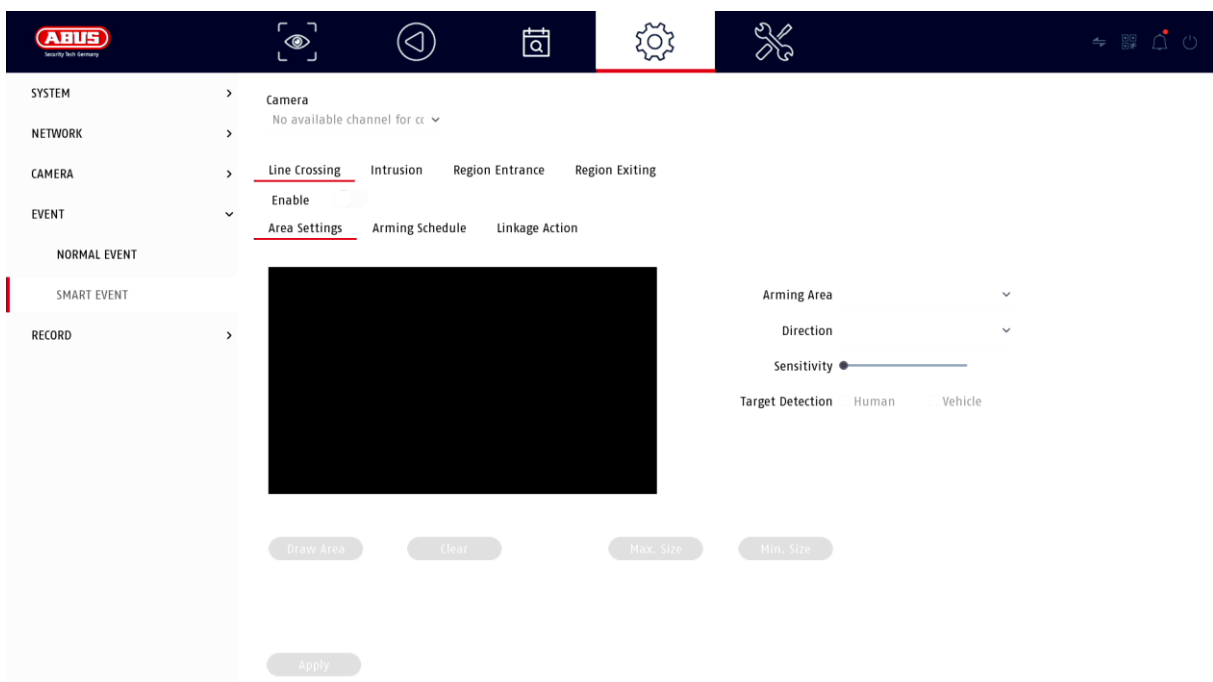 ABUS
Security Tech Germany
SYSTEM
NETWORK
CAMERA
EVENT
NORMAL EVENT
SMART EVENT
RECORD
Camera
No available channel for cc
Line Crossing Intrusion Region Entrance Region Exiting
Enable
Area Settings Arming Schedule Linkage Action
Arming Area
Direction
Sensitivity
Target Detection Human Vehicle
Draw Area Clear Max. Size Min. Size
Apply